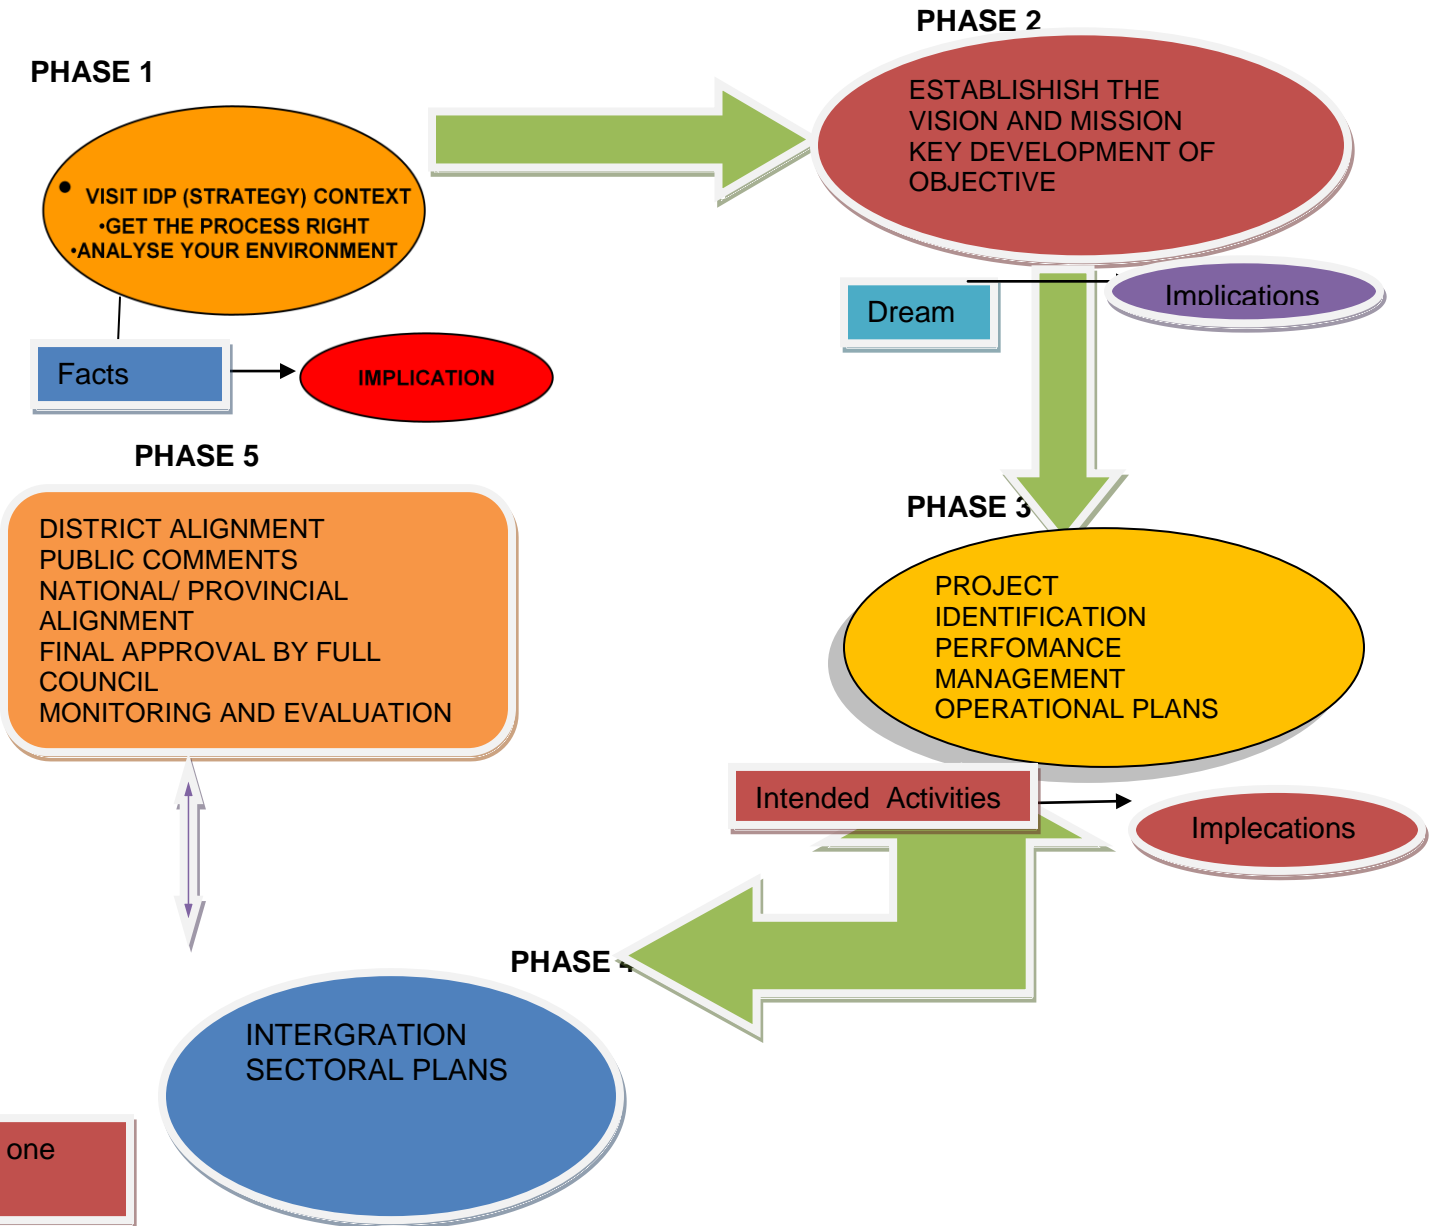 PHASE 1
• VISIT IDP (STRATEGY) CONTEXT
•GET THE PROCESS RIGHT
•ANALYSE YOUR ENVIRONMENT
Facts
IMPLICATION
PHASE 2
ESTABLISHISH THE
VISION AND MISSION
KEY DEVELOPMENT OF
OBJECTIVE
Dream
Implications
PHASE 3
PROJECT
IDENTIFICATION
PERFOMANCE
MANAGEMENT
OPERATIONAL PLANS
Intended Activities
Implecations
PHASE 4
INTERGRATION
SECTORAL PLANS
PHASE 5
DISTRICT ALIGNMENT
PUBLIC COMMENTS
NATIONAL/ PROVINCIAL
ALIGNMENT
FINAL APPROVAL BY FULL
COUNCIL
MONITORING AND EVALUATION
one